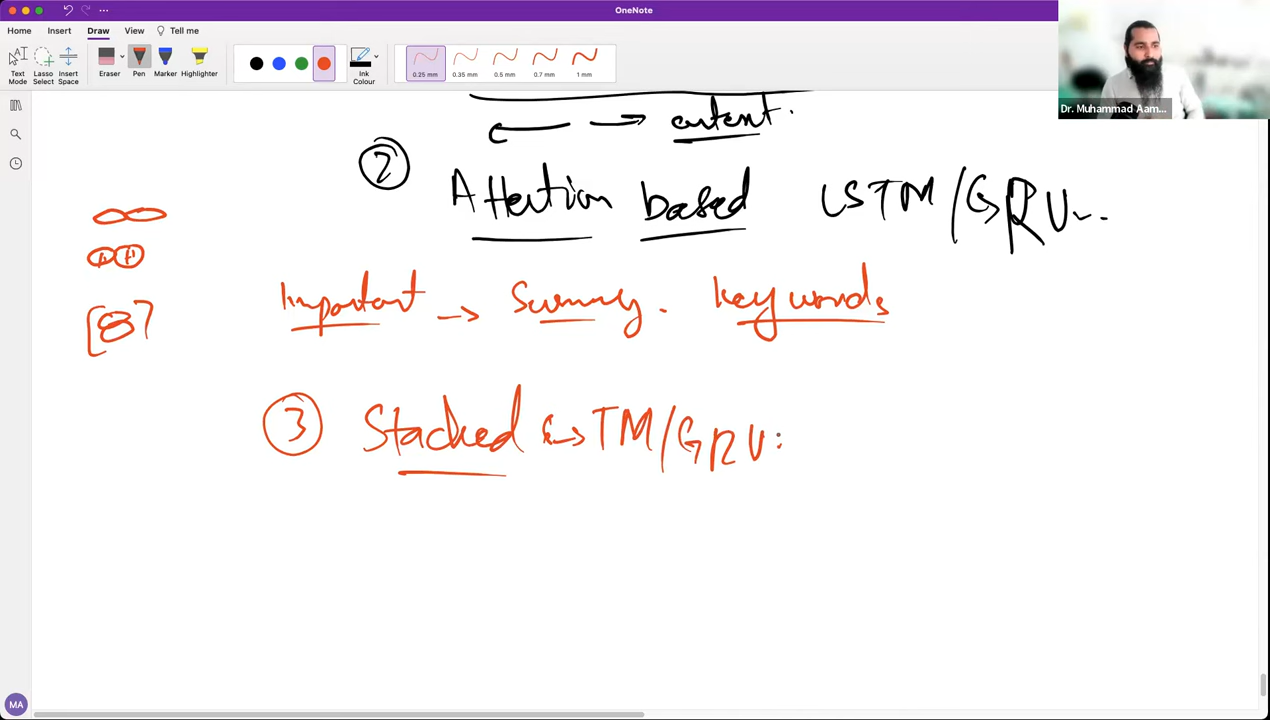 OneNote
Home Insert Draw View Tell me
Text Mode
Lasso Select
Insert Space
Eraser
Pen
Marker
Highlighter
Ink Colour
0.25 mm
0.35 mm
0.5 mm
0.7 mm
1 mm
Dr. Muhammad Aam...
← → content.
② Attention based LSTM/GRU..
Important → Summary. Keywords
③ Stacked LSTM/GRU:
MA